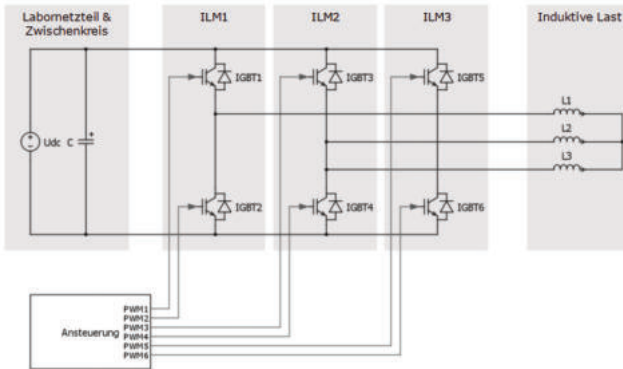 Labornetzteil &
Zwischenkreis
ILM1
ILM2
ILM3
Induktive Last
IGBT1
IGBT3
IGBT5
L1
L2
L3
Udc
C
IGBT2
IGBT4
IGBT6
Ansteuerung
PWM1
PWM2
PWM3
PWM4
PWM5
PWM6